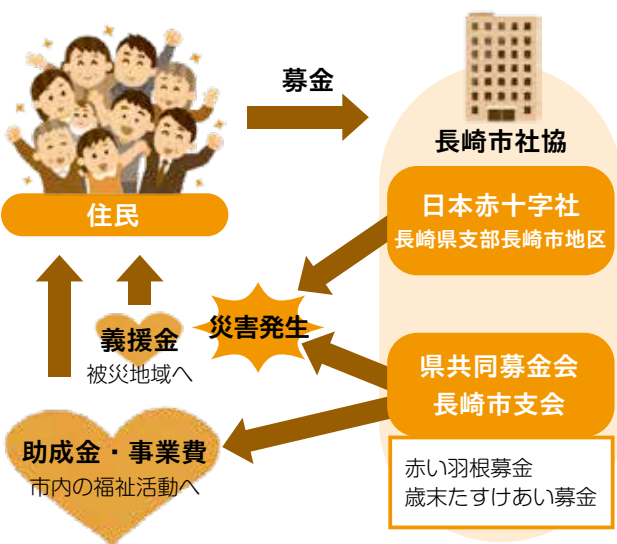 募金
長崎市社協
日本赤十字社
長崎県支部長崎市地区
住民
災害発生
義援金
被災地域へ
県共同募金会
長崎市支会
助成金・事業費
市内の福祉活動へ
赤い羽根募金
歳末たすけあい募金